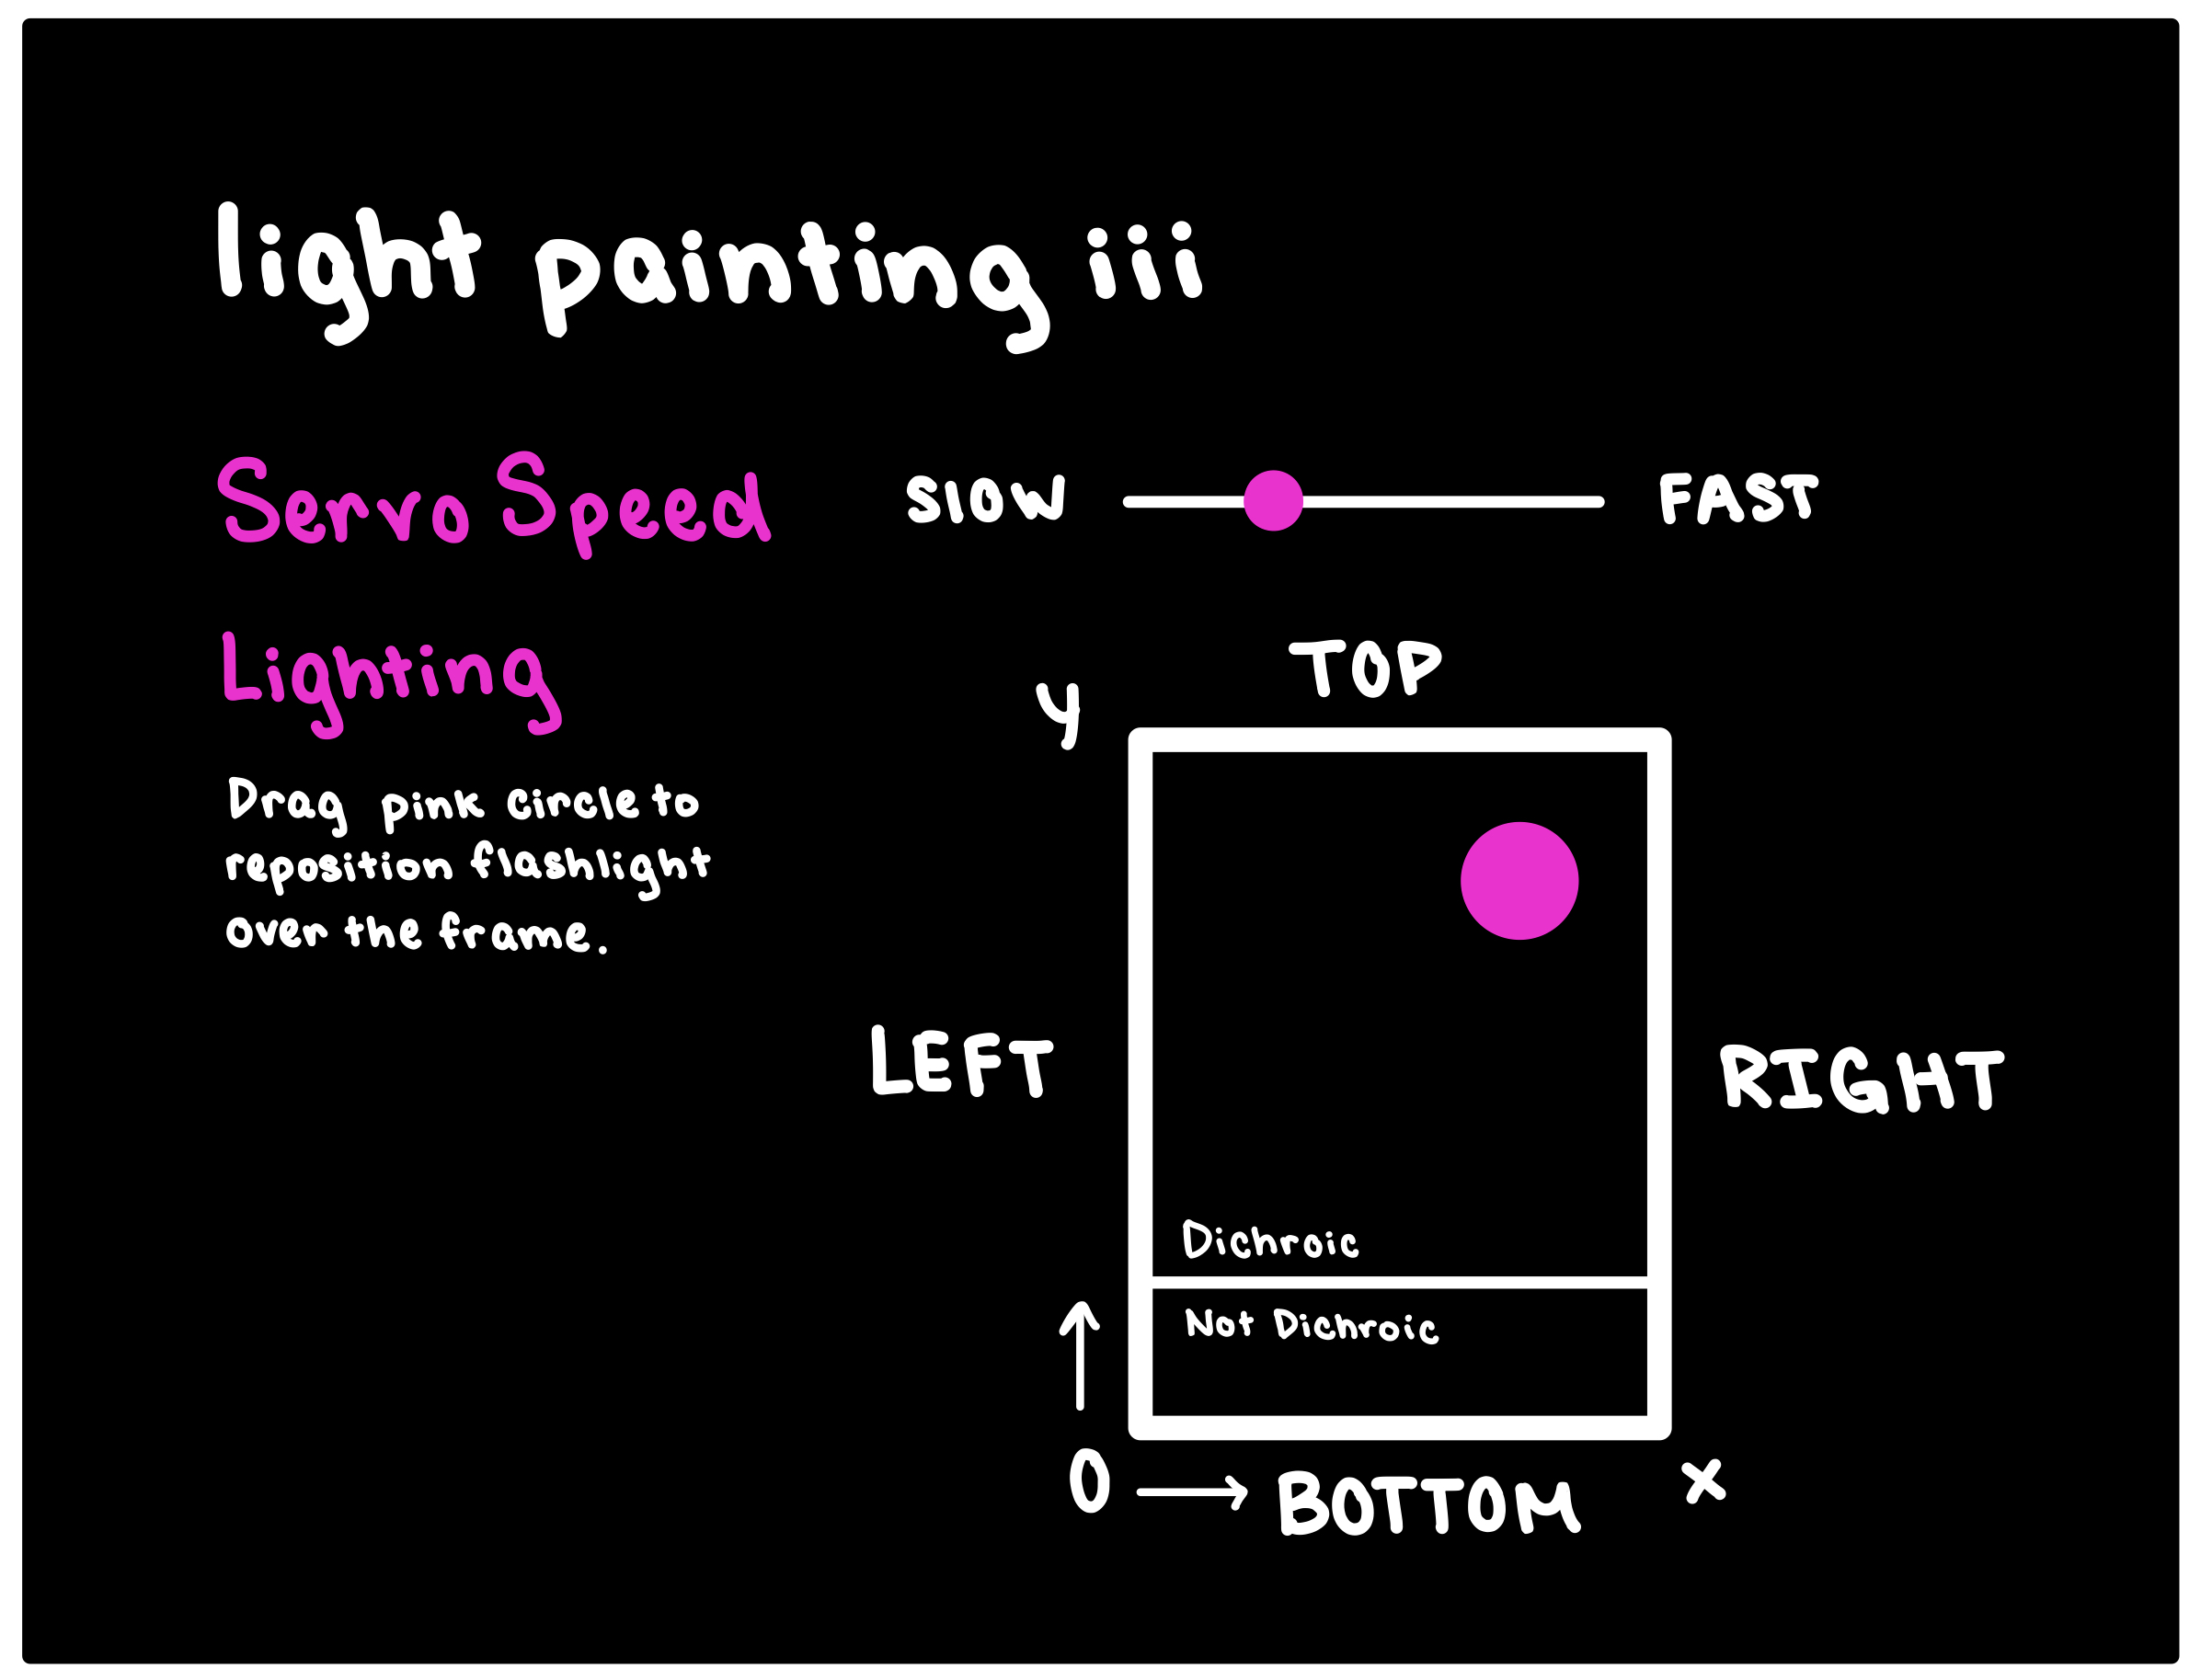 light painting iii
Servo Speed
SLOW
FAST
Lighting
TOP
y
Drag pink circle to
reposition flashlight
over the frame.
LEFT
RIGHT
Dichroic
Not Dichroic
0
BOTTOM
x